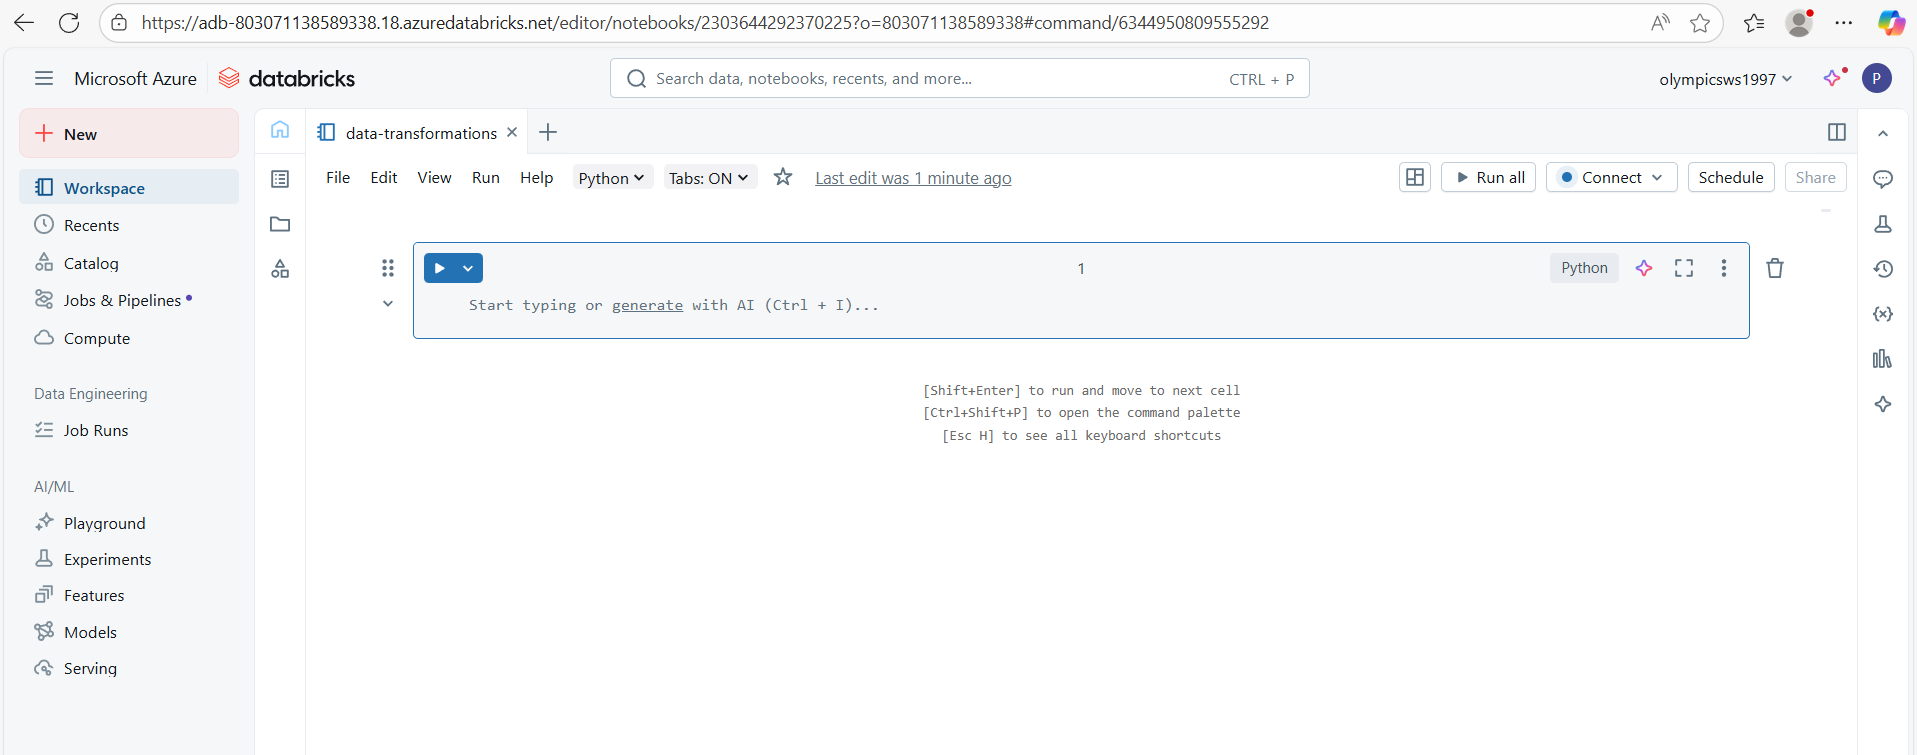 https://adb-803071138589338.18.azuredatabricks.net/editor/notebooks/2303644292370225?o=803071138589338#command/6344950809555292
Microsoft Azure databricks
Search data, notebooks, recents, and more... CTRL + P
olympicsws1997
P
New
data-transformations
Workspace
Recents
Catalog
Jobs & Pipelines
Compute
Data Engineering
Job Runs
AI/ML
Playground
Experiments
Features
Models
Serving
File Edit View Run Help Python Tabs: ON Last edit was 1 minute ago
Run all Connect Schedule Share
1
Python
Start typing or generate with AI (Ctrl + I)...
[Shift+Enter] to run and move to next cell
[Ctrl+Shift+P] to open the command palette
[Esc H] to see all keyboard shortcuts